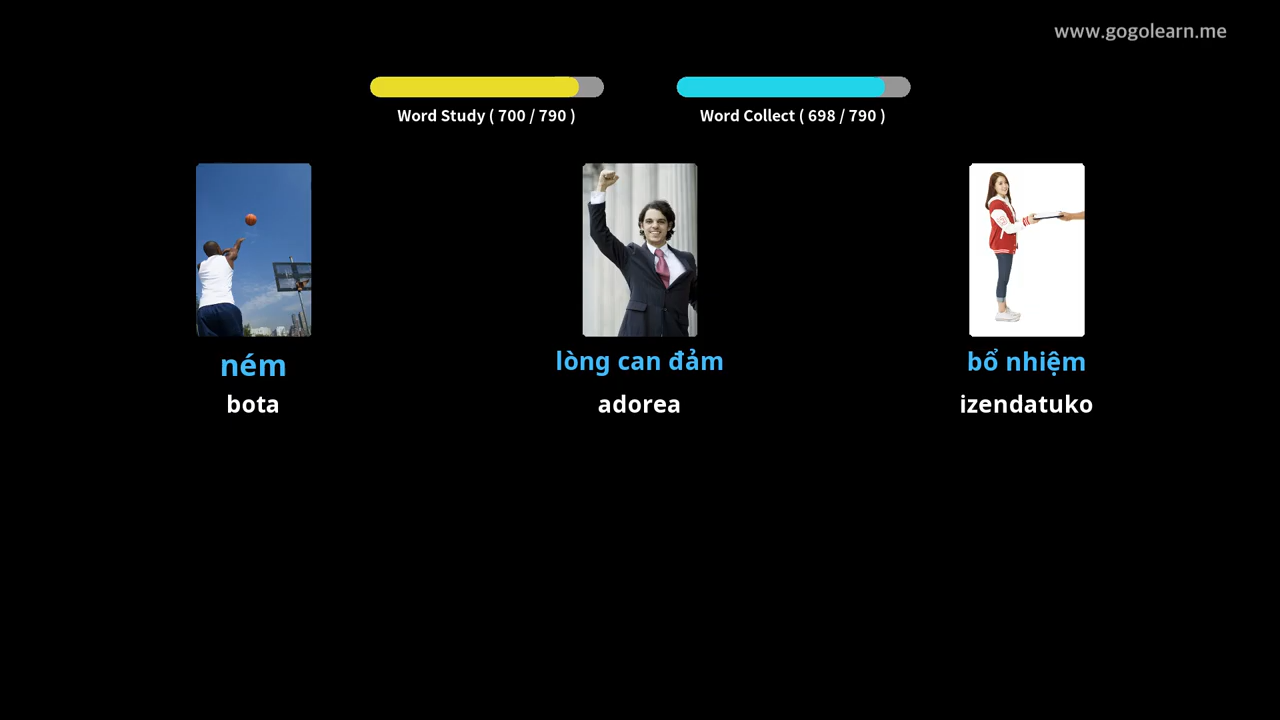 www.gogolearn.me
Word Study ( 700 / 790 )
Word Collect ( 698 / 790 )
ném
lòng can đảm
bổ nhiệm
bota
adorea
izendatuko